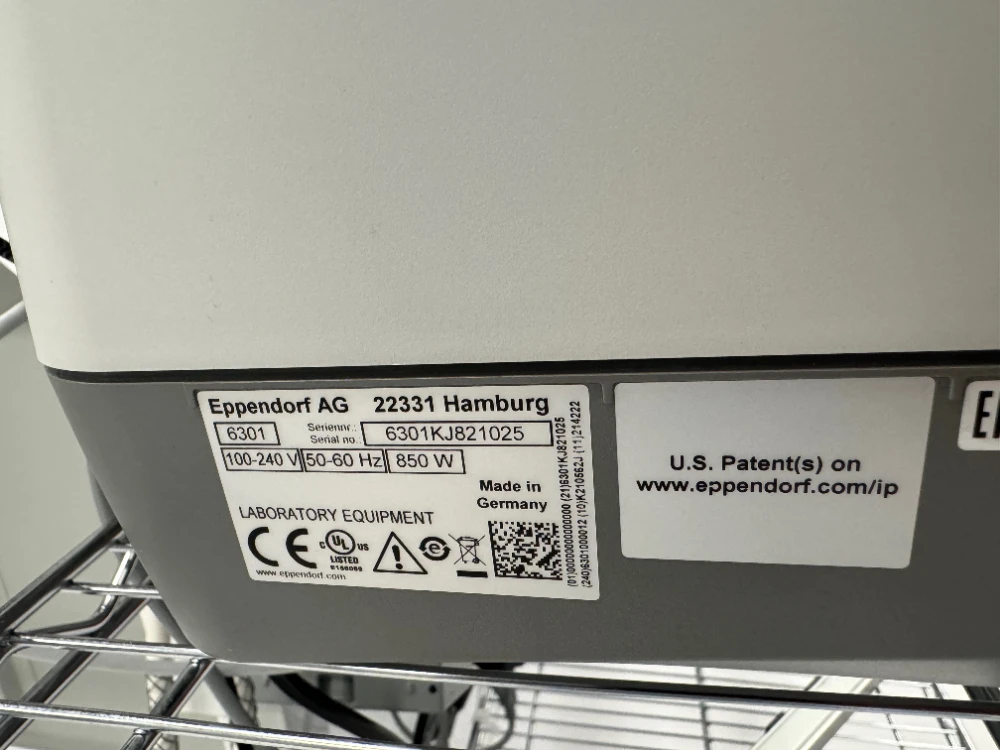 Eppendorf AG 22331 Hamburg
6301 Seriennr.: Serial no.: 6301KJ821025
100-240 V 50-60 Hz 850 W
Made in
Germany
LABORATORY EQUIPMENT
CE c UL US
LISTED
www.eppendorf.com
(01)00000000000000 (21)6301KJ821025
(240)6301000012 (10)K210562J (11)214222
U.S. Patent(s) on
www.eppendorf.com/ip